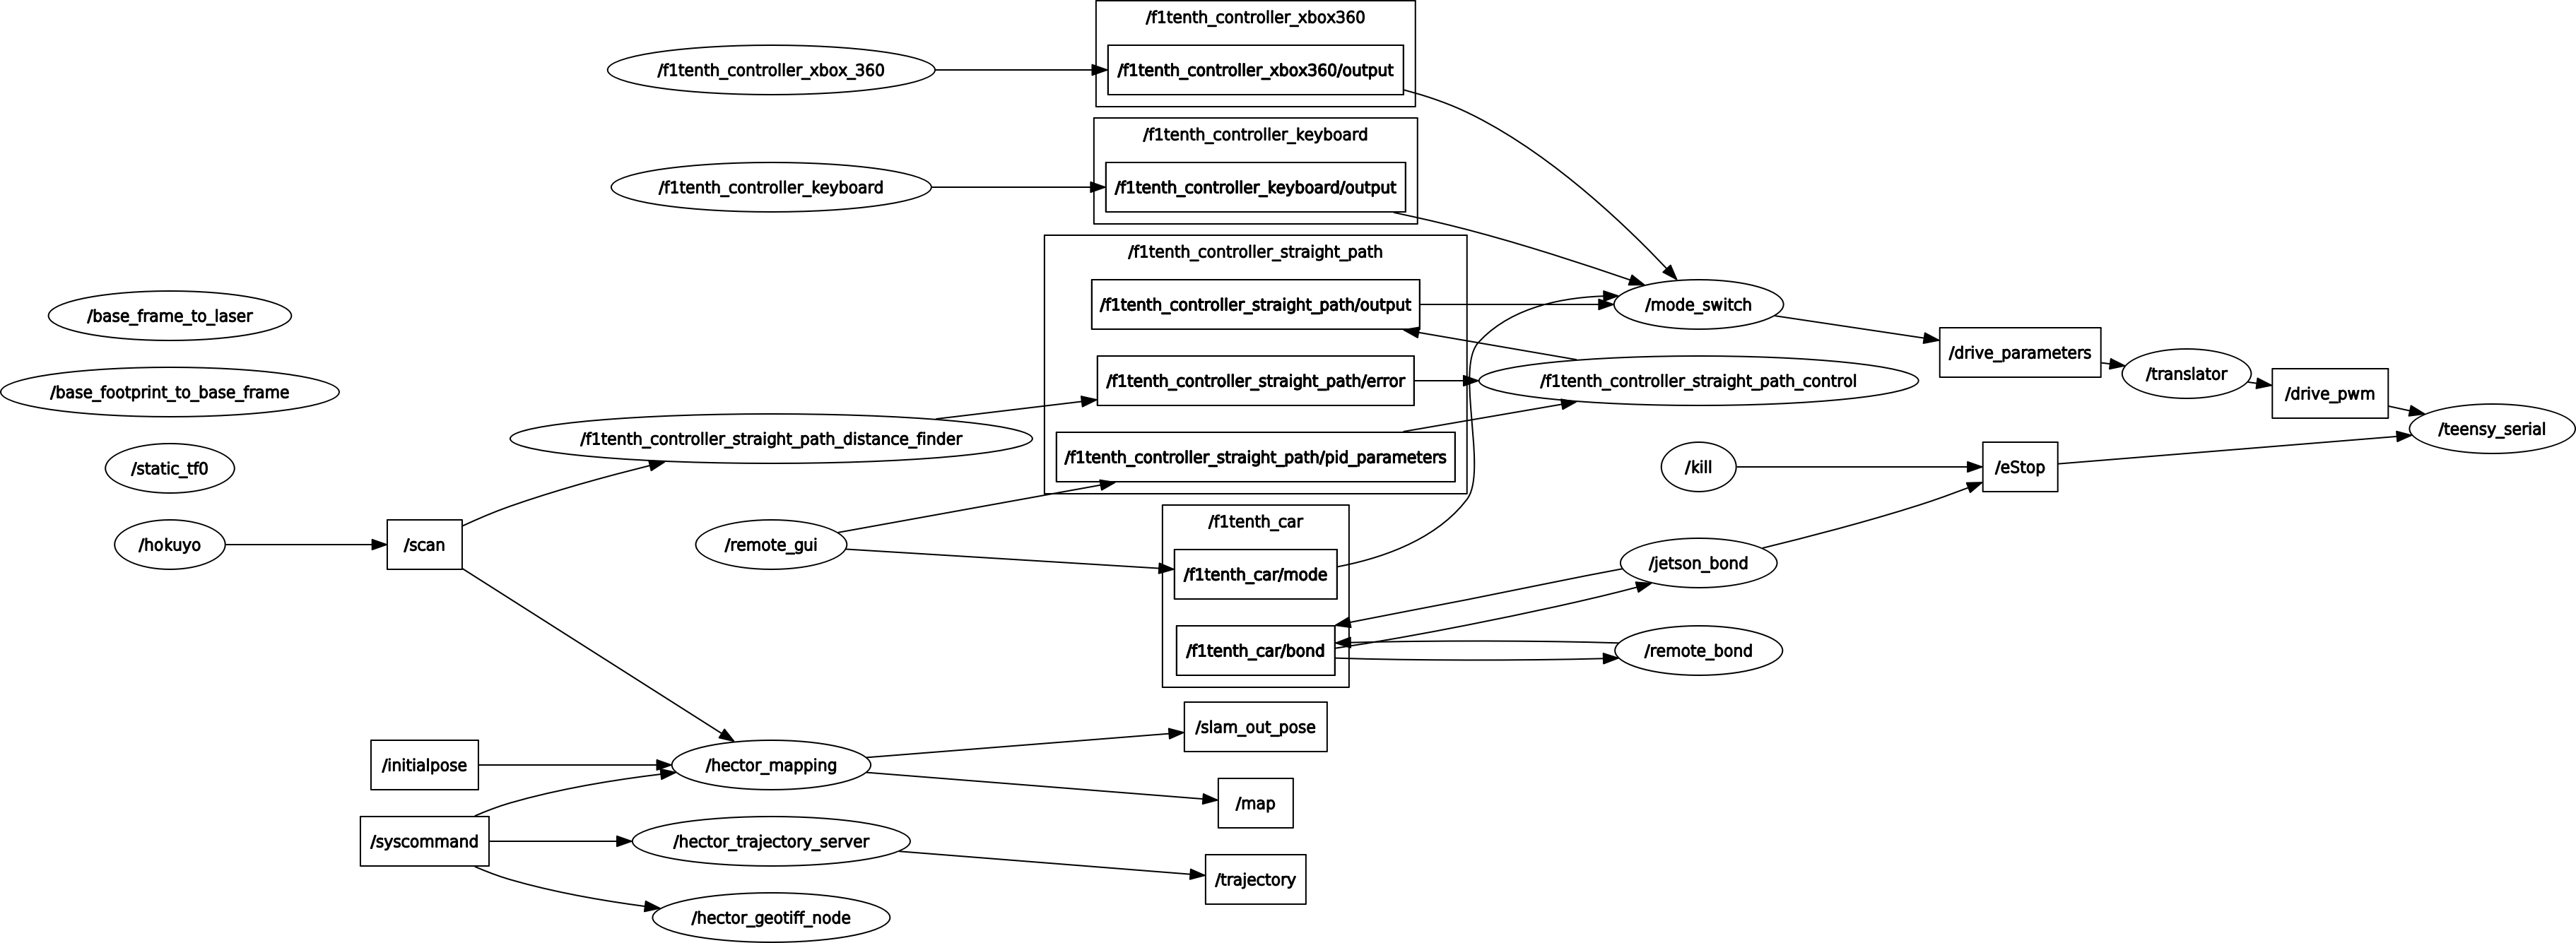 /f1tenth_controller_xbox360
/f1tenth_controller_xbox_360
/f1tenth_controller_xbox360/output
/f1tenth_controller_keyboard
/f1tenth_controller_keyboard
/f1tenth_controller_keyboard/output
/f1tenth_controller_straight_path
/base_frame_to_laser
/f1tenth_controller_straight_path/output
/mode_switch
/drive_parameters
/translator
/base_footprint_to_base_frame
/f1tenth_controller_straight_path/error
/f1tenth_controller_straight_path_control
/drive_pwm
/f1tenth_controller_straight_path_distance_finder
/teensy_serial
/static_tf0
/f1tenth_controller_straight_path/pid_parameters
/kill
/eStop
/f1tenth_car
/hokuyo
/scan
/remote_gui
/f1tenth_car/mode
/jetson_bond
/f1tenth_car/bond
/remote_bond
/slam_out_pose
/initialpose
/hector_mapping
/map
/syscommand
/hector_trajectory_server
/trajectory
/hector_geotiff_node